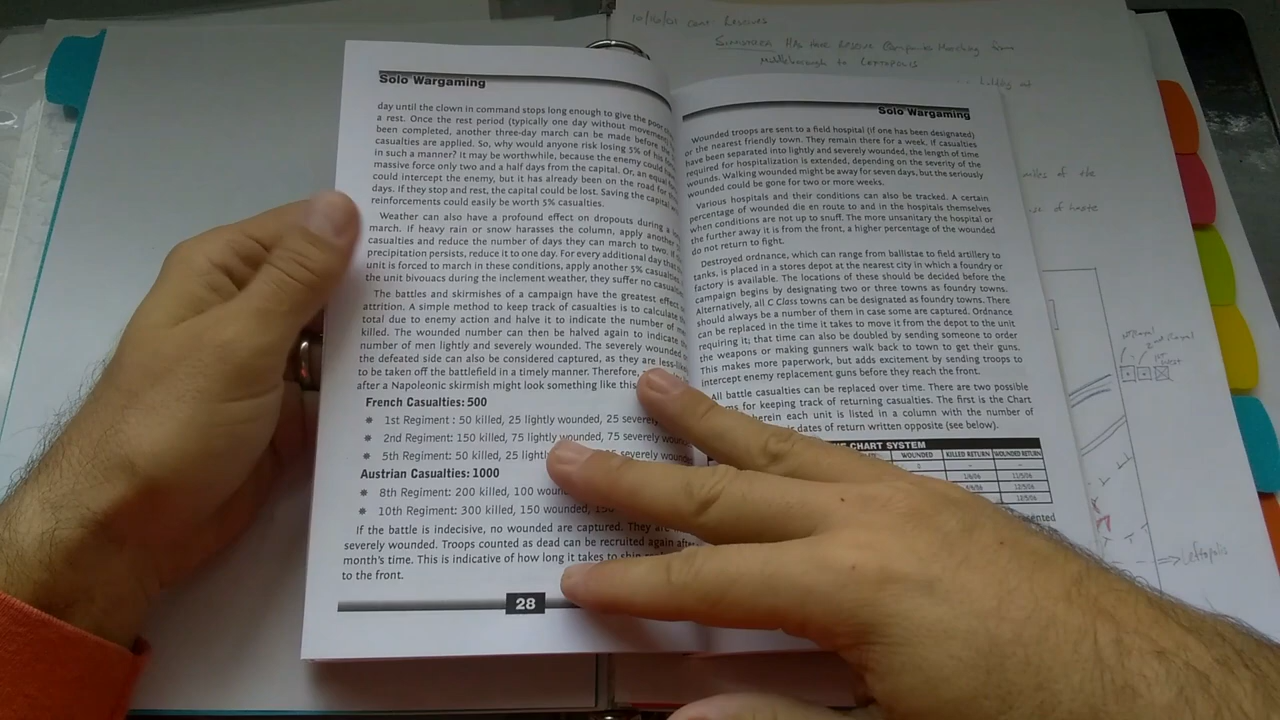 Solo Wargaming
day until the clown in command stops long enough to give the poor
a rest. Once the rest period (typically one day without movement)
been completed, another three-day march can be made before
casualties are applied. So, why would anyone risk losing 5% of his
in such a manner? It may be worthwhile, because the enemy could
massive force only two and a half days from the capital. Or, an equal
could intercept the enemy, but it has already been on the road for
days. If they stop and rest, the capital could be lost. Saving the capital
reinforcements could easily be worth 5% casualties.
Weather can also have a profound effect on dropouts during a
march. If heavy rain or snow harasses the column, apply another
casualties and reduce the number of days they can march to two. If
precipitation persists, reduce it to one day. For every additional day that
unit is forced to march in these conditions, apply another 5% casualties.
the unit bivouacs during the inclement weather, they suffer no casualties.
The battles and skirmishes of a campaign have the greatest effect
attrition. A simple method to keep track of casualties is to calculate
total due to enemy action and halve it to indicate the number of
killed. The wounded number can then be halved again to indicate
number of men lightly and severely wounded. The severely wounded
the defeated side can also be considered captured, as they are less-
to be taken off the battlefield in a timely manner. Therefore,
after a Napoleonic skirmish might look something like this
French Casualties: 500
* 1st Regiment : 50 killed, 25 lightly wounded, 25
* 2nd Regiment: 150 killed, 75 lightly wounded, 75 severely
* 5th Regiment: 50 killed, 25 severely
Austrian Casualties: 1000
* 8th Regiment: 200 killed, 100
* 10th Regiment: 300 killed, 150 wounded,
If the battle is indecisive, no wounded are captured. They are
severely wounded. Troops counted as dead can be recruited again
month's time. This is indicative of how long it takes to
to the front.
28
Solo Wargaming
Wounded troops are sent to a field hospital (if one has been designated)
or the nearest friendly town. They remain there for a week. If casualties
have been separated into lightly and severely wounded, the length of time
required for hospitalization is extended, depending on the severity of the
wounds. Walking wounded might be away for seven days, but the seriously
wounded could be gone for two or more weeks.
Various hospitals and their conditions can also be tracked. A certain
percentage of wounded die en route to and in the hospitals themselves
when conditions are not up to snuff. The more unsanitary the hospital or
the further away it is from the front, a higher percentage of the wounded
do not return to fight.
Destroyed ordnance, which can range from ballistae to field artillery to
tanks, is placed in a stores depot at the nearest city in which a foundry or
factory is available. The locations of these should be decided before the
campaign begins by designating two or three towns as foundry towns.
Alternatively, all C Class towns can be designated as foundry towns. There
should always be a number of them in case some are captured. Ordnance
can be replaced in the time it takes to move it from the depot to the unit
requiring it; that time can also be doubled by sending someone to order
the weapons or making gunners walk back to town to get their guns.
This makes more paperwork, but adds excitement by sending troops to
intercept enemy replacement guns before they reach the front.
All battle casualties can be replaced over time. There are two possible
for keeping track of returning casualties. The first is the Chart
wherein each unit is listed in a column with the number of
dates of return written opposite (see below).
CHART SYSTEM
WOUNDED KILLED RETURN WOUNDED RETURN
0 - -
11/5/06
12/5/06
12/5/06
10/16/01
Have
to Leftopolis
at
miles of the
=> Leftopolis